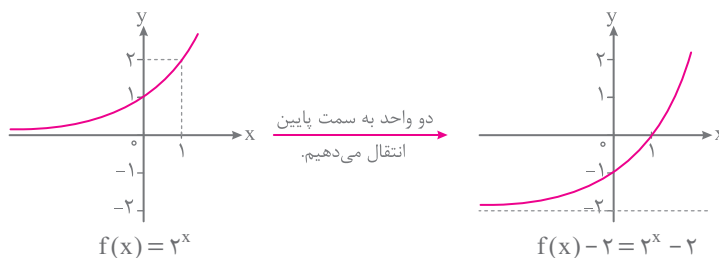 y
۲
۱
x
۰
۱
−۱
−۲
f(x) = ۲^x
دو واحد به سمت پایین
انتقال می‌دهیم.
y
۲
۱
x
۰
۱
−۱
−۲
f(x) − ۲ = ۲^x − ۲